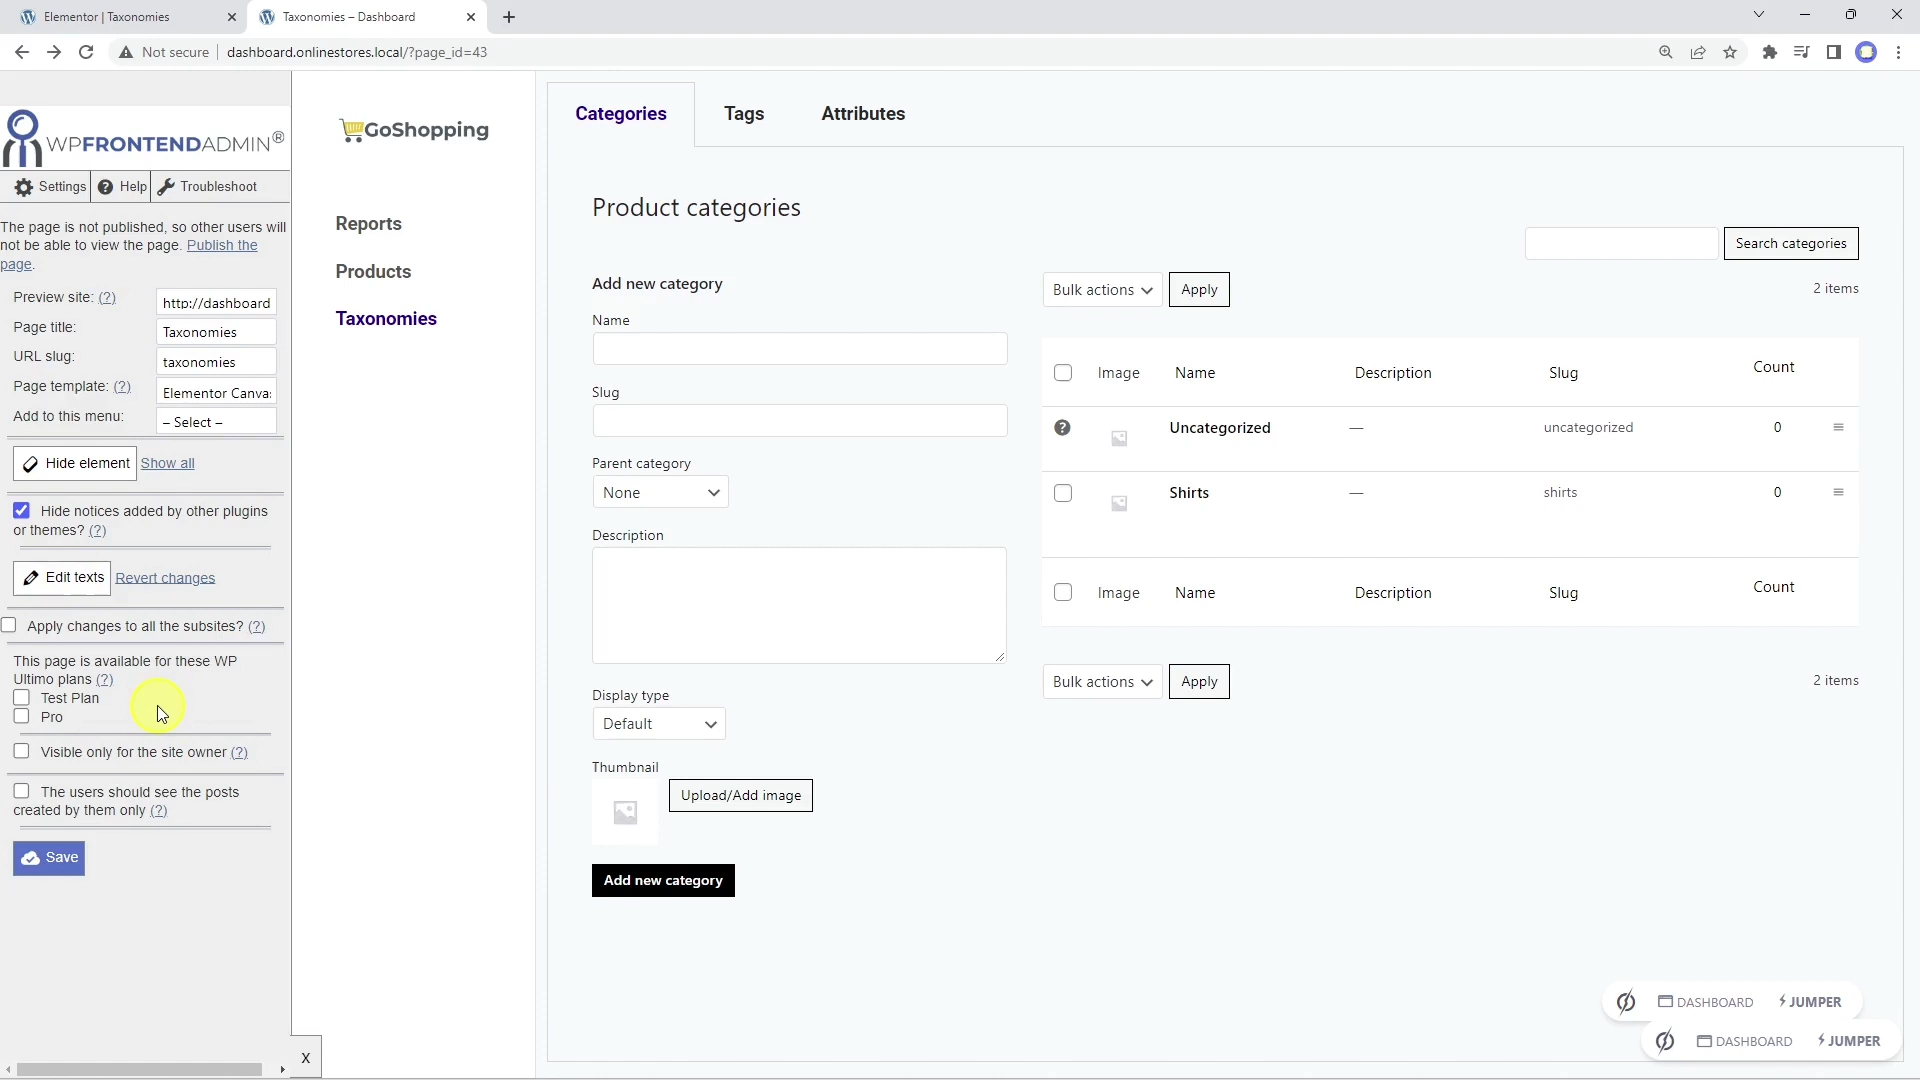 Elementor | Taxonomies
Taxonomies – Dashboard
Not secure
dashboard.onlinestores.local/?page_id=43
WPFRONTENDADMIN®
Settings
Help
Troubleshoot
The page is not published, so other users will
not be able to view the page. Publish the
page.
Preview site: (?)
http://dashboard
Page title:
Taxonomies
URL slug:
taxonomies
Page template: (?)
Elementor Canva
Add to this menu:
– Select –
Hide element
Show all
Hide notices added by other plugins
or themes? (?)
Edit texts
Revert changes
Apply changes to all the subsites? (?)
This page is available for these WP
Ultimo plans (?)
Test Plan
Pro
Visible only for the site owner (?)
The users should see the posts
created by them only (?)
Save
X
GoShopping
Reports
Products
Taxonomies
Categories
Tags
Attributes
Product categories
Search categories
Add new category
Name
Slug
Parent category
None
Description
Display type
Default
Thumbnail
Upload/Add image
Add new category
Bulk actions
Apply
2 items
Image
Name
Description
Slug
Count
Uncategorized
—
uncategorized
0
Shirts
—
shirts
0
Image
Name
Description
Slug
Count
Bulk actions
Apply
2 items
DASHBOARD
JUMPER
DASHBOARD
JUMPER